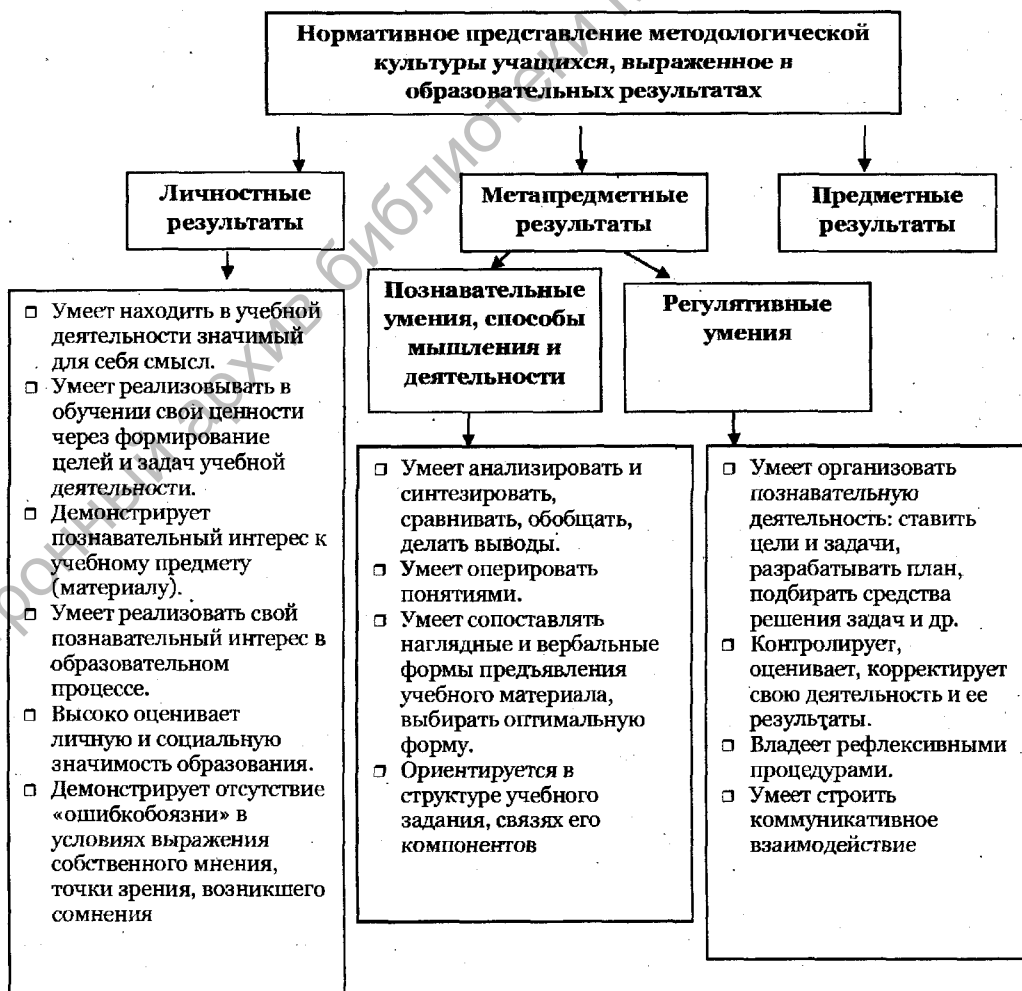 Нормативное представление методологической
культуры учащихся, выраженное в
образовательных результатах
Личностные
результаты
Метапредметные
результаты
Предметные
результаты
Познавательные
умения, способы
мышления и
деятельности
Регулятивные
умения
Умеет находить в учебной
деятельности значимый
для себя смысл.
Умеет реализовывать в
обучении свои ценности
через формирование
целей и задач учебной
деятельности.
Демонстрирует
познавательный интерес к
учебному предмету
(материалу).
Умеет реализовать свой
познавательный интерес в
образовательном
процессе.
Высоко оценивает
личную и социальную
значимость образования.
Демонстрирует отсутствие
«ошибкобоязни» в
условиях выражения
собственного мнения,
точки зрения, возникшего
сомнения
Умеет анализировать и
синтезировать,
сравнивать, обобщать,
делать выводы.
Умеет оперировать
понятиями.
Умеет сопоставлять
наглядные и вербальные
формы предъявления
учебного материала,
выбирать оптимальную
форму.
Ориентируется в
структуре учебного
задания, связях его
компонентов
Умеет организовать
познавательную
деятельность: ставить
цели и задачи,
разрабатывать план,
подбирать средства
решения задач и др.
Контролирует,
оценивает, корректирует
свою деятельность и ее
результаты.
Владеет рефлексивными
процедурами.
Умеет строить
коммуникативное
взаимодействие
архив библиотеки